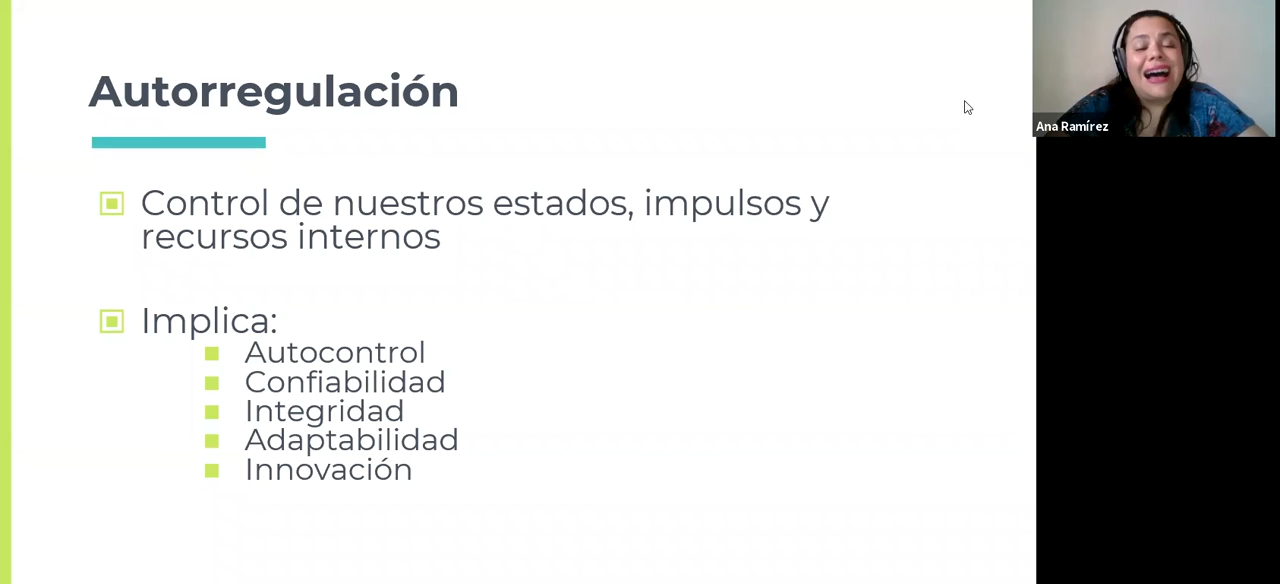 Autorregulación
Control de nuestros estados, impulsos y
recursos internos
Implica:
Autocontrol
Confiabilidad
Integridad
Adaptabilidad
Innovación
Ana Ramírez